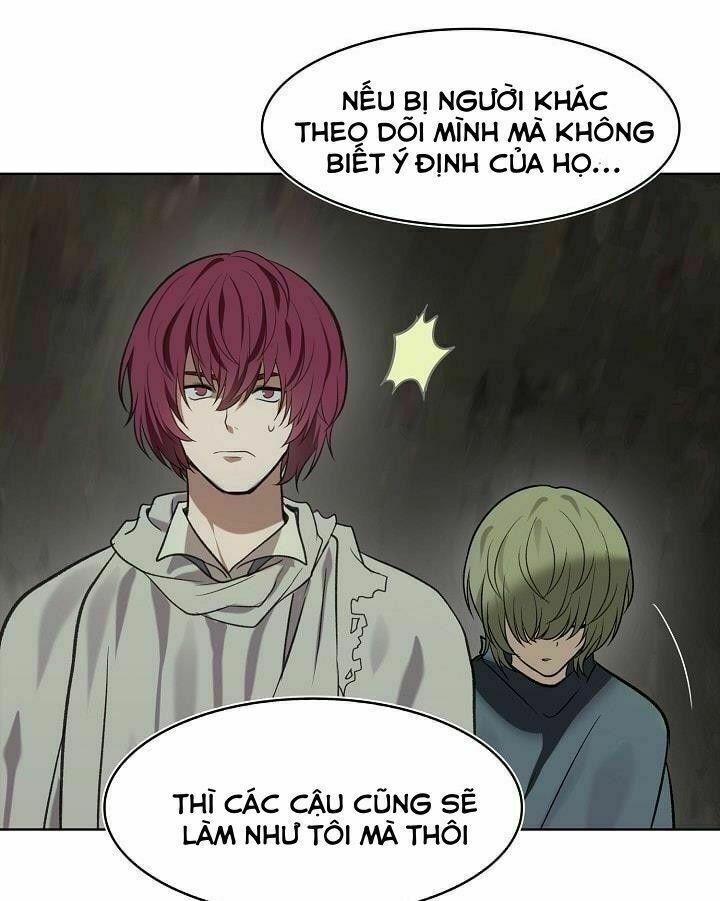 NẾU BỊ NGƯỜI KHÁC
THEO DÕI MÌNH MÀ KHÔNG
BIẾT Ý ĐỊNH CỦA HỌ...
THÌ CÁC CẬU CŨNG SẼ
LÀM NHƯ TÔI MÀ THÔI